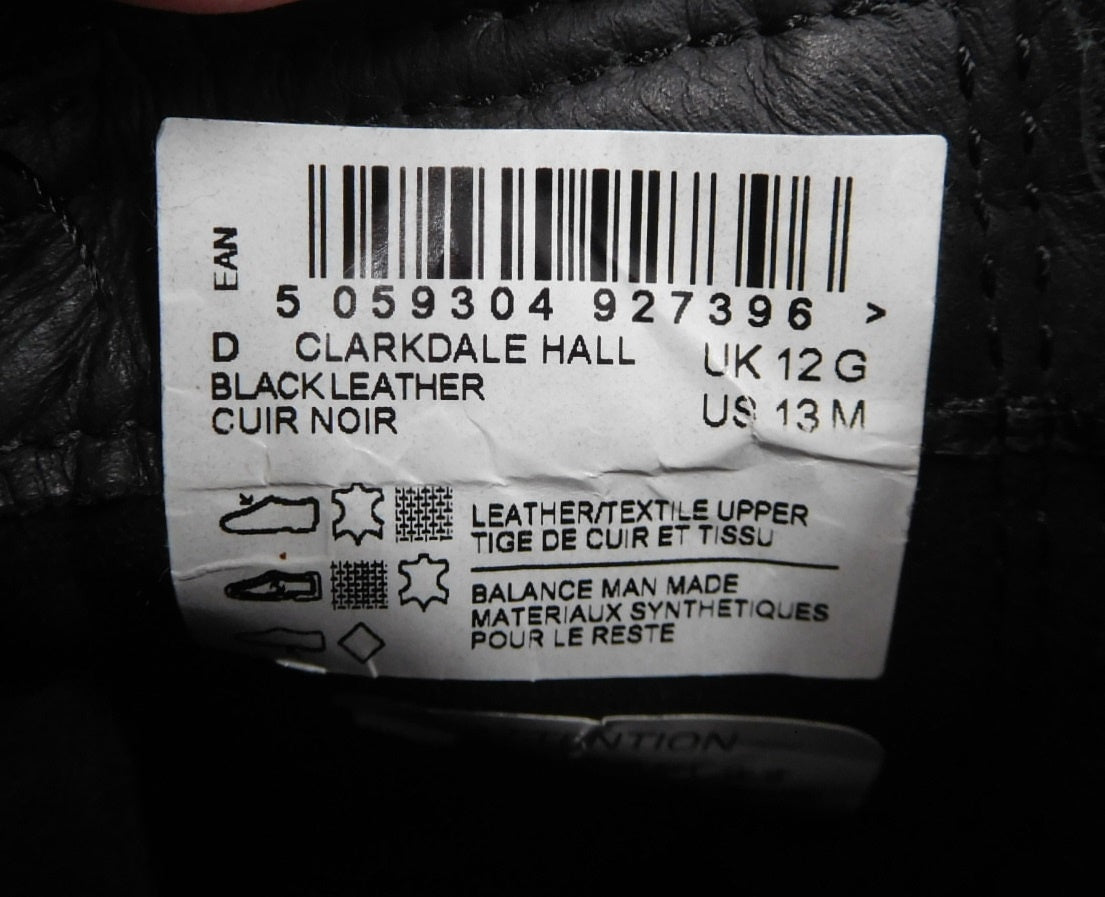 EAN
5 059304 927396 >
D CLARKDALE HALL UK 12 G
BLACK LEATHER
CUIR NOIR US 13 M
LEATHER/TEXTILE UPPER
TIGE DE CUIR ET TISSU
BALANCE MAN MADE
MATERIAUX SYNTHETIQUES
POUR LE RESTE